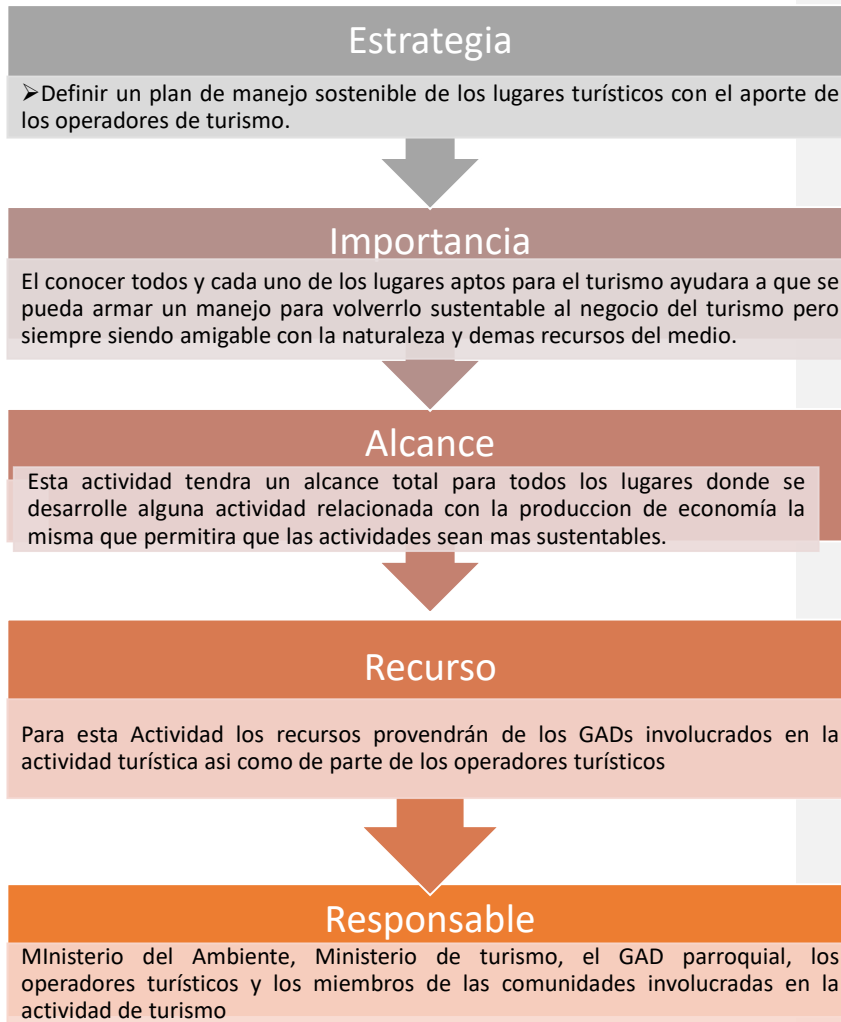 Estrategia
➢Definir un plan de manejo sostenible de los lugares turísticos con el aporte de
los operadores de turismo.
Importancia
El conocer todos y cada uno de los lugares aptos para el turismo ayudara a que se
pueda armar un manejo para volverrlo sustentable al negocio del turismo pero
siempre siendo amigable con la naturaleza y demas recursos del medio.
Alcance
Esta actividad tendra un alcance total para todos los lugares donde se
desarrolle alguna actividad relacionada con la produccion de economía la
misma que permitira que las actividades sean mas sustentables.
Recurso
Para esta Actividad los recursos provendrán de los GADs involucrados en la
actividad turística asi como de parte de los operadores turísticos
Responsable
MInisterio del Ambiente, Ministerio de turismo, el GAD parroquial, los
operadores turísticos y los miembros de las comunidades involucradas en la
actividad de turismo